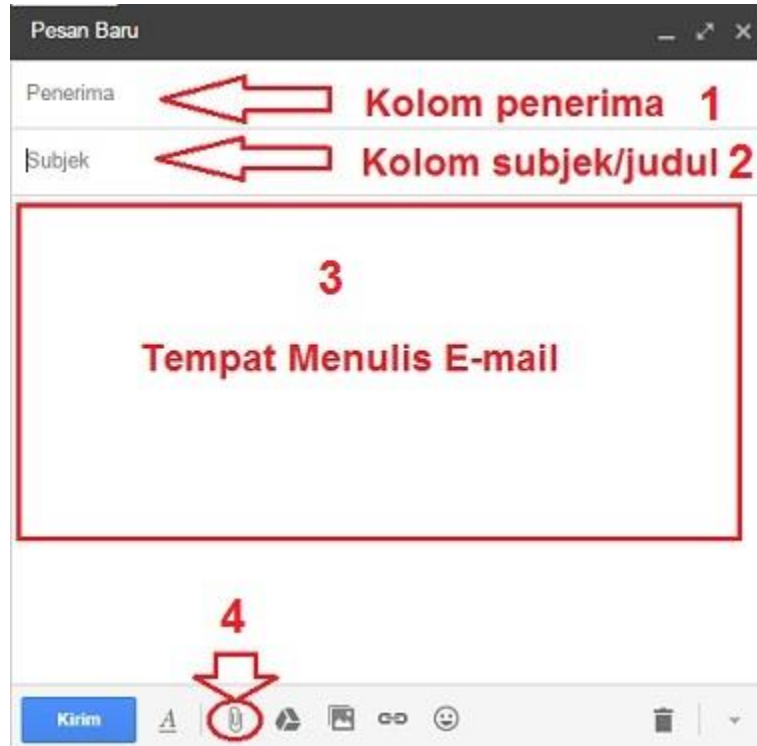 Pesan Baru
Penerima Kolom penerima 1
Subjek Kolom subjek/judul 2
3
Tempat Menulis E-mail
4
Kirim A